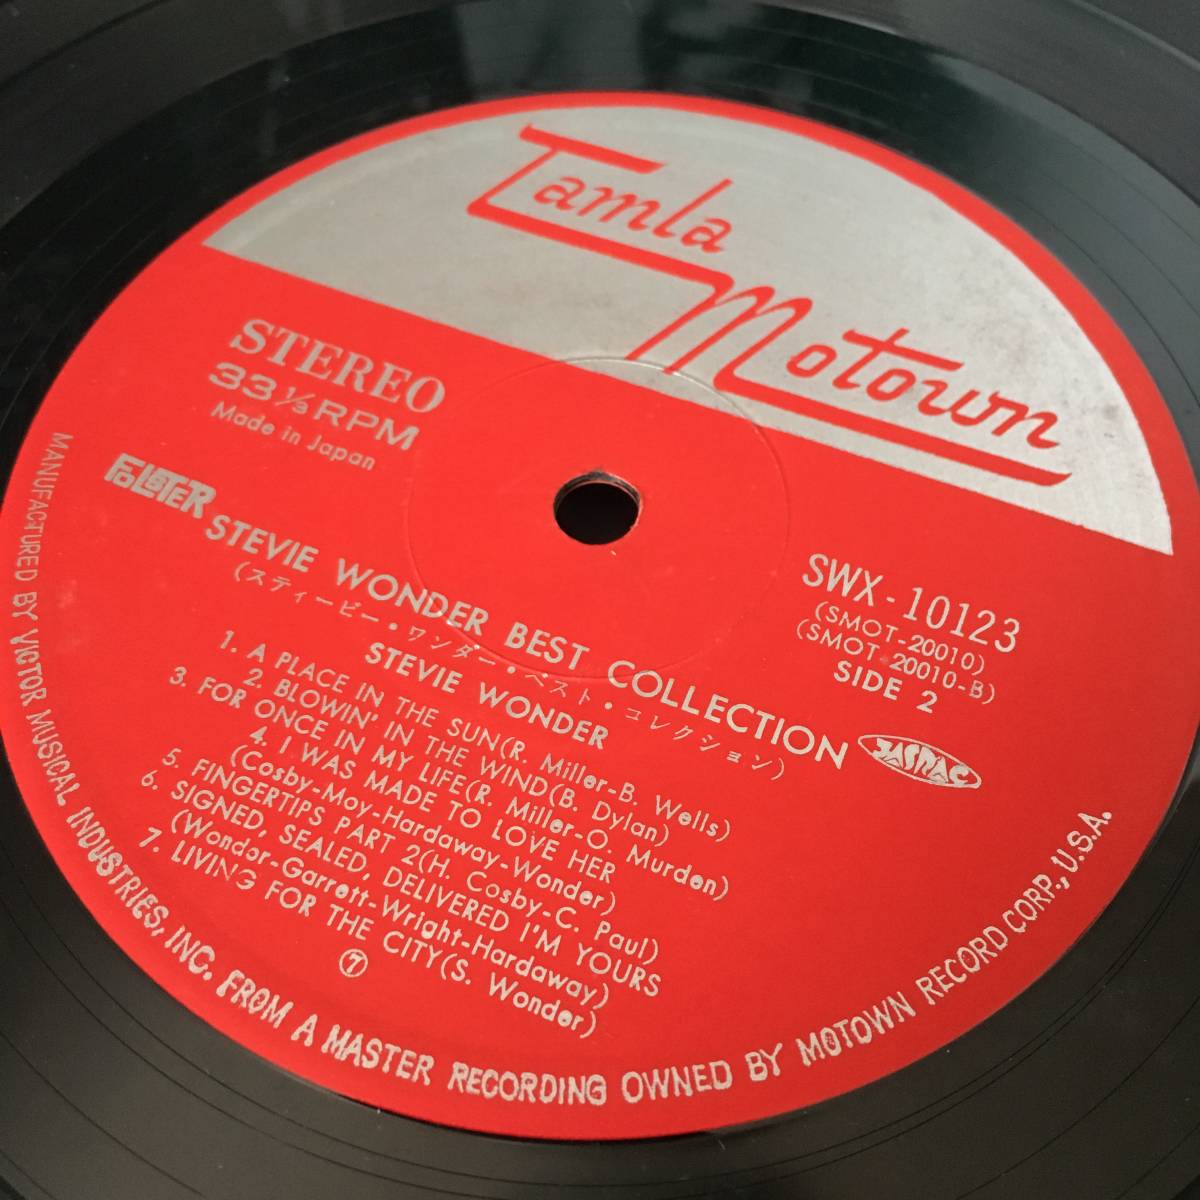 Tamla
Motown
STEREO
33 1/3 RPM
Made in Japan
SWX-10123
(SMOT-20010)
(SMOT-20010-B)
SIDE 2
STEVIE WONDER BEST COLLECTION
(スティービー・ワンダー・ベスト・コレクション)
JASRAC
STEVIE WONDER
1. A PLACE IN THE SUN(R. Miller-B. Wells)
2. BLOWIN' IN THE WIND(B. Dylan)
3. FOR ONCE IN MY LIFE(R. Miller-O. Murden)
4. I WAS MADE TO LOVE HER
(Cosby-Moy-Hardaway-Wonder)
5. FINGERTIPS PART 2(H. Cosby-C. Paul)
6. SIGNED, SEALED, DELIVERED I'M YOURS
(Wondor-Garrett-Wright-Hardaway)
7. LIVING FOR THE CITY(S. Wonder)
⑦
MANUFACTURED BY VICTOR MUSICAL INDUSTRIES, INC. FROM A MASTER RECORDING OWNED BY MOTOWN RECORD CORP., U.S.A.